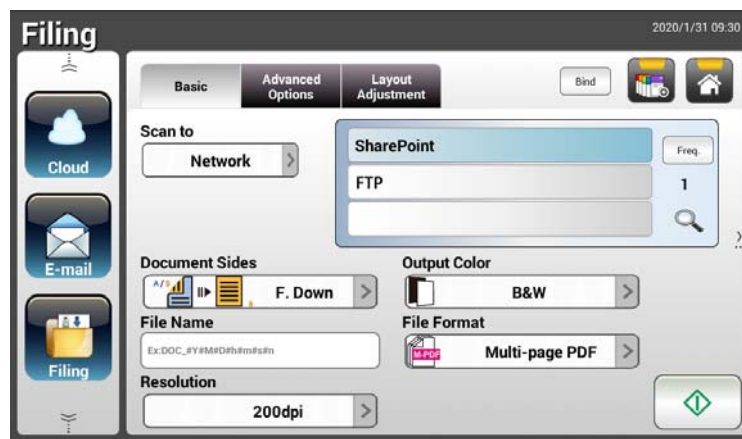 Filing
2020/1/31 09:30
Basic
Advanced
Options
Layout
Adjustment
Bind
Cloud
E-mail
Filing
Scan to
Network
SharePoint
FTP
Freq.
1
Document Sides
F. Down
Output Color
B&W
File Name
Ex:DOC_#Y#M#D#h#m#s#n
File Format
M-PDF
Multi-page PDF
Resolution
200dpi